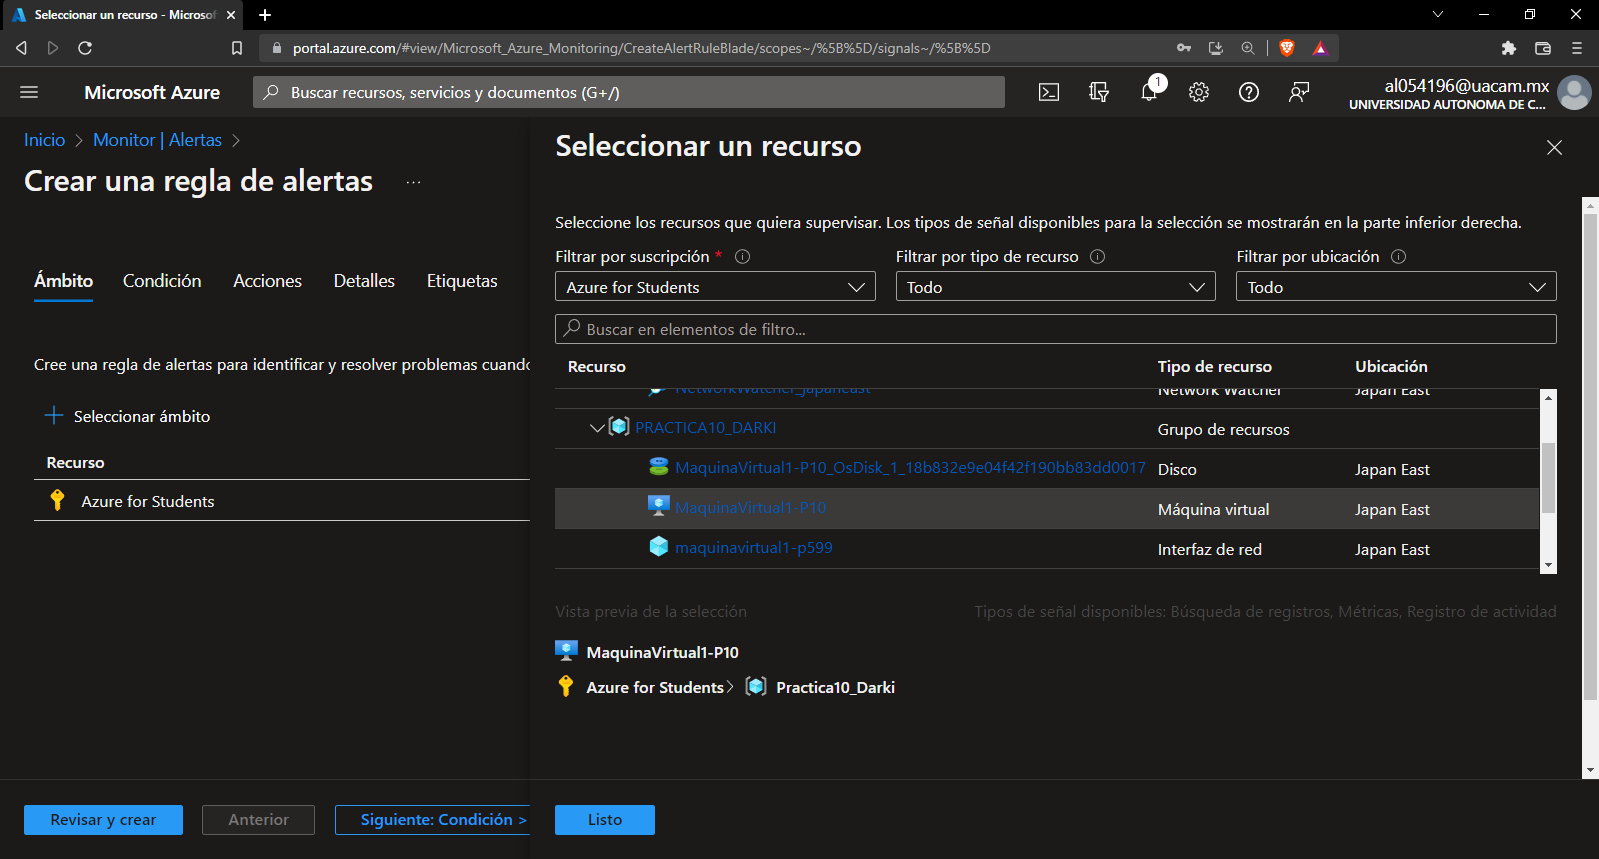 Seleccionar un recurso - Microsof
portal.azure.com/#view/Microsoft_Azure_Monitoring/CreateAlertRuleBlade/scopes~/%5B%5D/signals~/%5B%5D
Microsoft Azure
Buscar recursos, servicios y documentos (G+/)
1
al054196@uacam.mx
UNIVERSIDAD AUTONOMA DE C...
Inicio > Monitor | Alertas >
Crear una regla de alertas ...
Ámbito Condición Acciones Detalles Etiquetas
Cree una regla de alertas para identificar y resolver problemas cuando
+ Seleccionar ámbito
Recurso
Azure for Students
Revisar y crear Anterior Siguiente: Condición >
Seleccionar un recurso
Seleccione los recursos que quiera supervisar. Los tipos de señal disponibles para la selección se mostrarán en la parte inferior derecha.
Filtrar por suscripción * Filtrar por tipo de recurso Filtrar por ubicación
Azure for Students Todo Todo
Buscar en elementos de filtro...
Recurso Tipo de recurso Ubicación
NetworkWatcher_japaneast Network Watcher Japan East
PRACTICA10_DARKI Grupo de recursos
MaquinaVirtual1-P10_OsDisk_1_18b832e9e04f42f190bb83dd0017 Disco Japan East
MaquinaVirtual1-P10 Máquina virtual Japan East
maquinavirtual1-p599 Interfaz de red Japan East
Vista previa de la selección Tipos de señal disponibles: Búsqueda de registros, Métricas, Registro de actividad
MaquinaVirtual1-P10
Azure for Students > Practica10_Darki
Listo